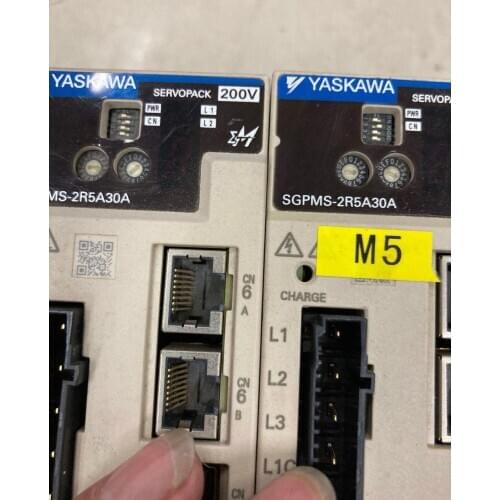 YASKAWA
SERVOPACK 200V
PWR
CN
L1
L2
MS-2R5A30A
CN
6
A
CN
6
B
CN
YASKAWA
SERVOPACK
PWR
CN
SGPMS-2R5A30A
M5
CHARGE
L1
L2
L3
L1C